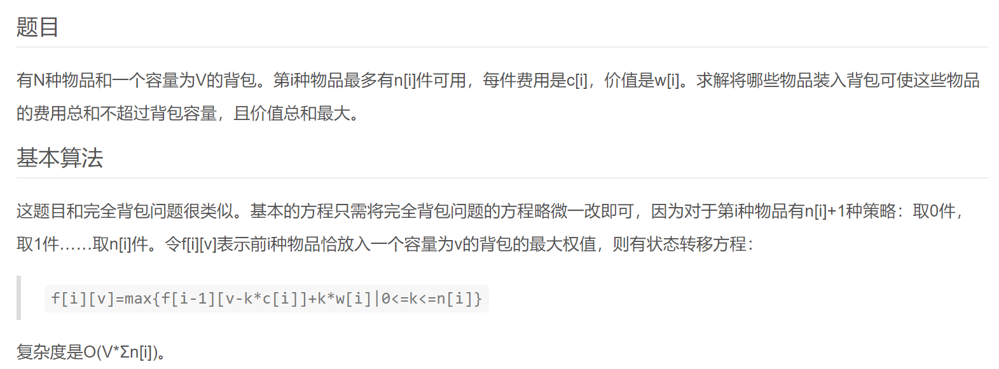 题目
有N种物品和一个容量为V的背包。第i种物品最多有n[i]件可用，每件费用是c[i]，价值是w[i]。求解将哪些物品装入背包可使这些物品
的费用总和不超过背包容量，且价值总和最大。
基本算法
这题目和完全背包问题很类似。基本的方程只需将完全背包问题的方程略微一改即可，因为对于第i种物品有n[i]+1种策略：取0件，
取1件……取n[i]件。令f[i][v]表示前i种物品恰放入一个容量为v的背包的最大权值，则有状态转移方程：
f[i][v]=max{f[i-1][v-k*c[i]]+k*w[i]|0<=k<=n[i]}
复杂度是O(V*Σn[i])。